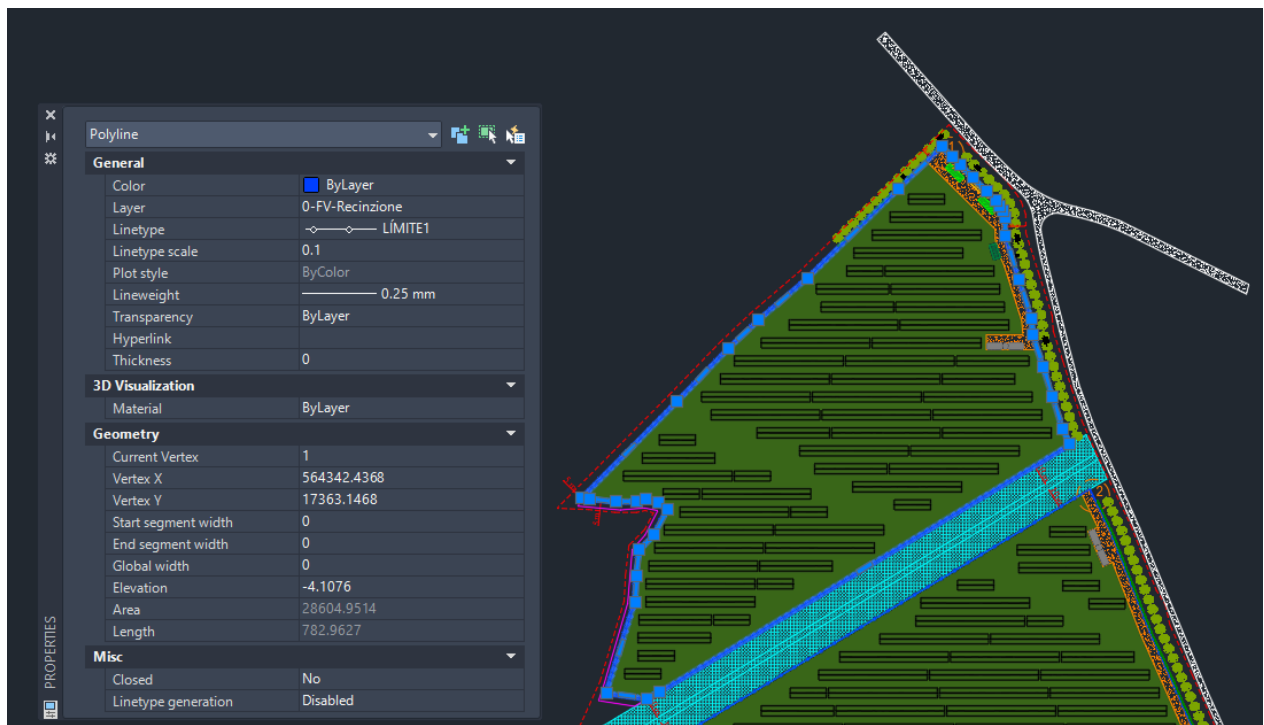 Polyline
General
Color ByLayer
Layer 0-FV-Recinzione
Linetype LÍMITE1
Linetype scale 0.1
Plot style ByColor
Lineweight 0.25 mm
Transparency ByLayer
Hyperlink
Thickness 0
3D Visualization
Material ByLayer
Geometry
Current Vertex 1
Vertex X 564342.4368
Vertex Y 17363.1468
Start segment width 0
End segment width 0
Global width 0
Elevation -4.1076
Area 28604.9514
Length 782.9627
Misc
Closed No
Linetype generation Disabled
PROPERTIES
1
2